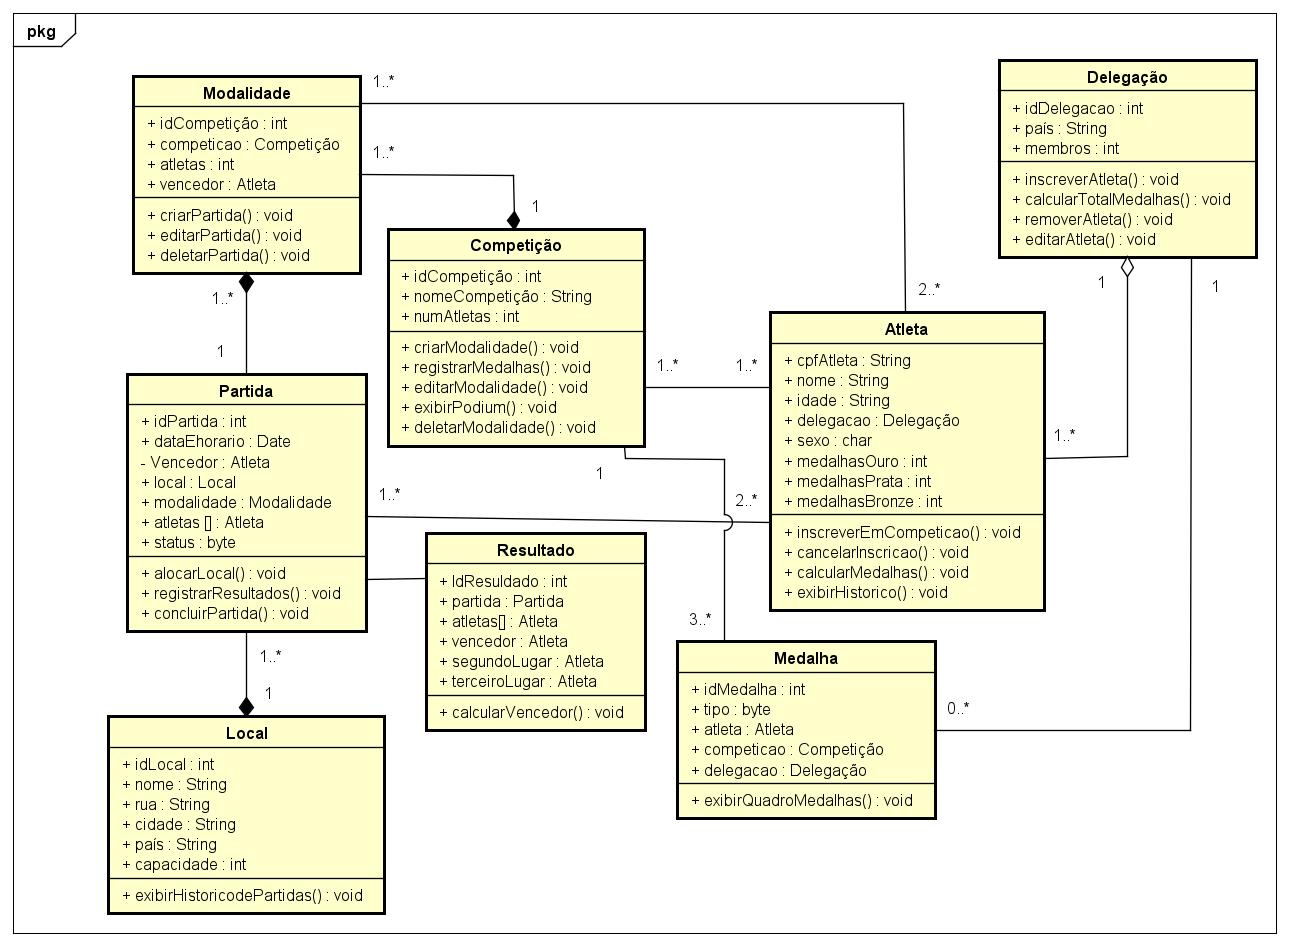 pkg
Modalidade
+ idCompetição : int
+ competicao : Competição
+ atletas : int
+ vencedor : Atleta
+ criarPartida() : void
+ editarPartida() : void
+ deletarPartida() : void
1..*
1..*
1
1..*
1
Competição
+ idCompetição : int
+ nomeCompetição : String
+ numAtletas : int
+ criarModalidade() : void
+ registrarMedalhas() : void
+ editarModalidade() : void
+ exibirPodium() : void
+ deletarModalidade() : void
1..*
1..*
1
Delegação
+ idDelegacao : int
+ país : String
+ membros : int
+ inscreverAtleta() : void
+ calcularTotalMedalhas() : void
+ removerAtleta() : void
+ editarAtleta() : void
1
1
2..*
1..*
Atleta
+ cpfAtleta : String
+ nome : String
+ idade : String
+ delegacao : Delegação
+ sexo : char
+ medalhasOuro : int
+ medalhasPrata : int
+ medalhasBronze : int
+ inscreverEmCompeticao() : void
+ cancelarInscricao() : void
+ calcularMedalhas() : void
+ exibirHistorico() : void
Partida
+ idPartida : int
+ dataEhorario : Date
- Vencedor : Atleta
+ local : Local
+ modalidade : Modalidade
+ atletas [] : Atleta
+ status : byte
+ alocarLocal() : void
+ registrarResultados() : void
+ concluirPartida() : void
1..*
2..*
1..*
1
Resultado
+ IdResuldado : int
+ partida : Partida
+ atletas[] : Atleta
+ vencedor : Atleta
+ segundoLugar : Atleta
+ terceiroLugar : Atleta
+ calcularVencedor() : void
3..*
0..*
Medalha
+ idMedalha : int
+ tipo : byte
+ atleta : Atleta
+ competicao : Competição
+ delegacao : Delegação
+ exibirQuadroMedalhas() : void
Local
+ idLocal : int
+ nome : String
+ rua : String
+ cidade : String
+ país : String
+ capacidade : int
+ exibirHistoricodePartidas() : void